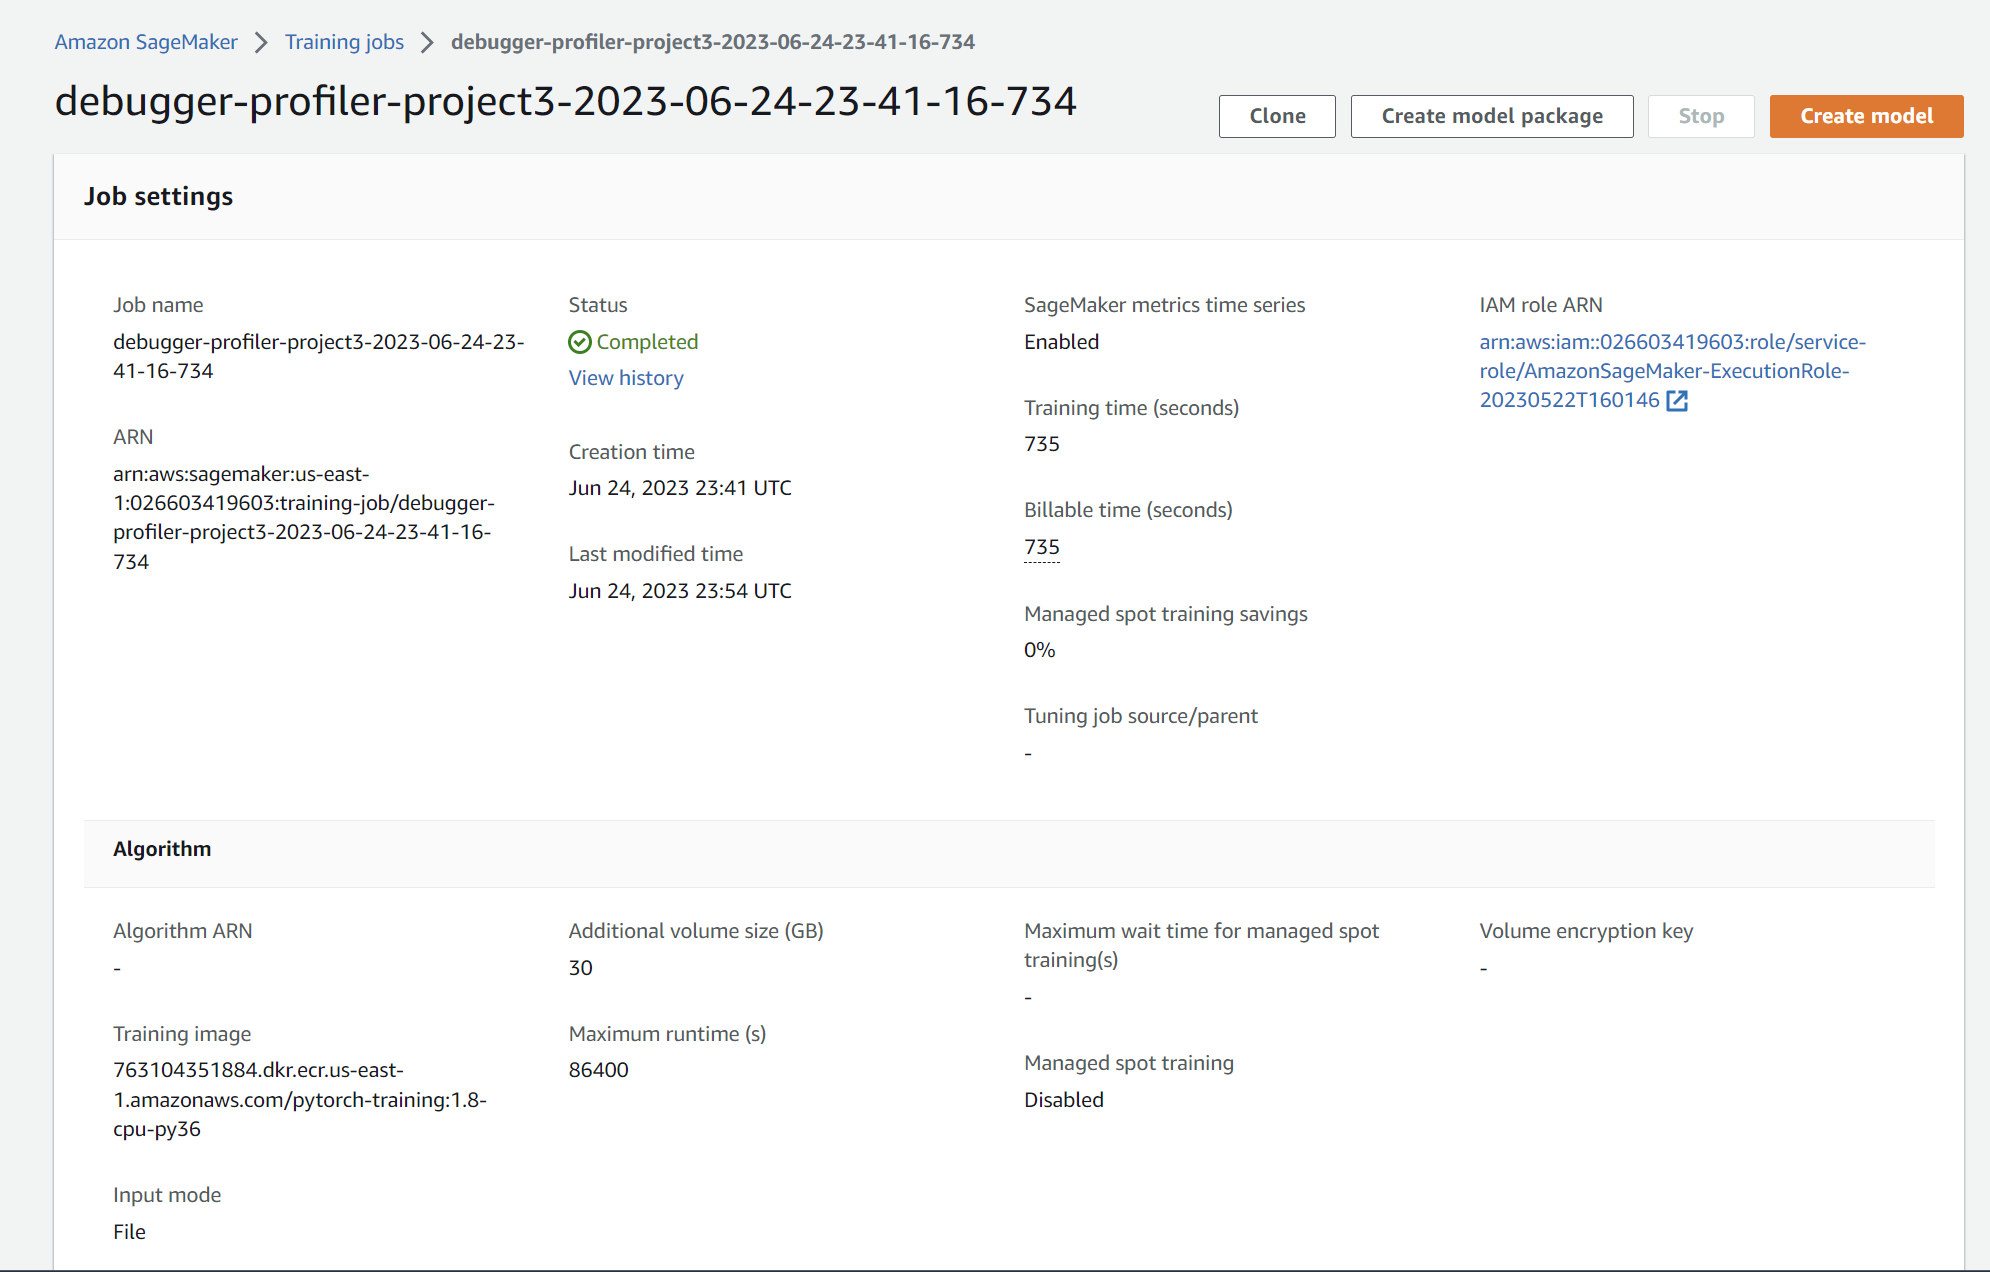 Amazon SageMaker > Training jobs > debugger-profiler-project3-2023-06-24-23-41-16-734
debugger-profiler-project3-2023-06-24-23-41-16-734
Clone
Create model package
Stop
Create model
Job settings
Job name
debugger-profiler-project3-2023-06-24-23-
41-16-734
ARN
arn:aws:sagemaker:us-east-
1:026603419603:training-job/debugger-
profiler-project3-2023-06-24-23-41-16-
734
Status
Completed
View history
Creation time
Jun 24, 2023 23:41 UTC
Last modified time
Jun 24, 2023 23:54 UTC
SageMaker metrics time series
Enabled
Training time (seconds)
735
Billable time (seconds)
735
Managed spot training savings
0%
Tuning job source/parent
-
IAM role ARN
arn:aws:iam::026603419603:role/service-
role/AmazonSageMaker-ExecutionRole-
20230522T160146
Algorithm
Algorithm ARN
-
Training image
763104351884.dkr.ecr.us-east-
1.amazonaws.com/pytorch-training:1.8-
cpu-py36
Input mode
File
Additional volume size (GB)
30
Maximum runtime (s)
86400
Maximum wait time for managed spot
training(s)
-
Managed spot training
Disabled
Volume encryption key
-